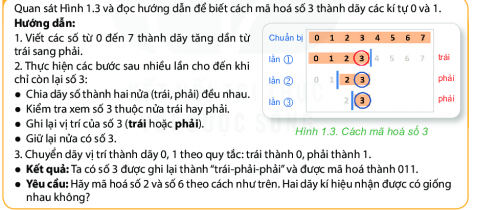 Quan sát Hình 1.3 và đọc hướng dẫn để biết cách mã hoá số 3 thành dãy các kí tự 0 và 1.
Hướng dẫn:
1. Viết các số từ 0 đến 7 thành dãy tăng dần từ
trái sang phải.
2. Thực hiện các bước sau nhiều lần cho đến khi
chỉ còn lại số 3:
• Chia dãy số thành hai nửa (trái, phải) đều nhau.
• Kiểm tra xem số 3 thuộc nửa trái hay phải.
• Ghi lại vị trí của số 3 (trái hoặc phải).
• Giữ lại nửa có số 3.
Chuẩn bị 0 1 2 3 4 5 6 7
lần ① 0 1 2 3 4 5 6 7 trái
lần ② 0 1 2 3 phải
lần ③ 2 3 phải
Hình 1.3. Cách mã hoá số 3
3. Chuyển dãy vị trí thành dãy 0, 1 theo quy tắc: trái thành 0, phải thành 1.
• Kết quả: Ta có số 3 được ghi lại thành “trái-phải-phải” và được mã hoá thành 011.
• Yêu cầu: Hãy mã hoá số 2 và số 6 theo cách như trên. Hai dãy kí hiệu nhận được có giống
nhau không?